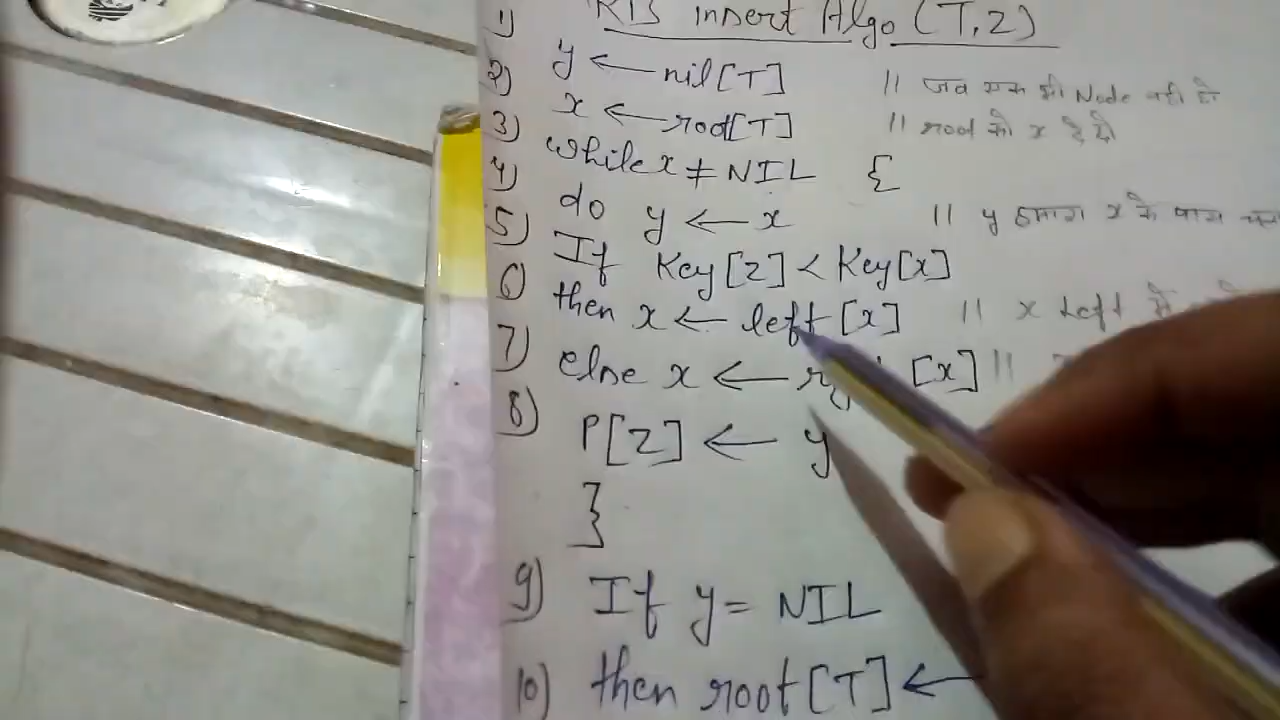 1) RB insert Algo (T,z)
2) y ← nil[T] // जब एक भी Node नही हो
3) x ← root[T] // root को x दे दो
4) while x ≠ NIL {
5) do y ← x // y हमारा x के पास
6) If Key[z] < Key[x]
7) then x ← left[x] // x Left में
8) else x ← [x] //
P[z] ← y
}
9) If y = NIL
10) then root[T] ←